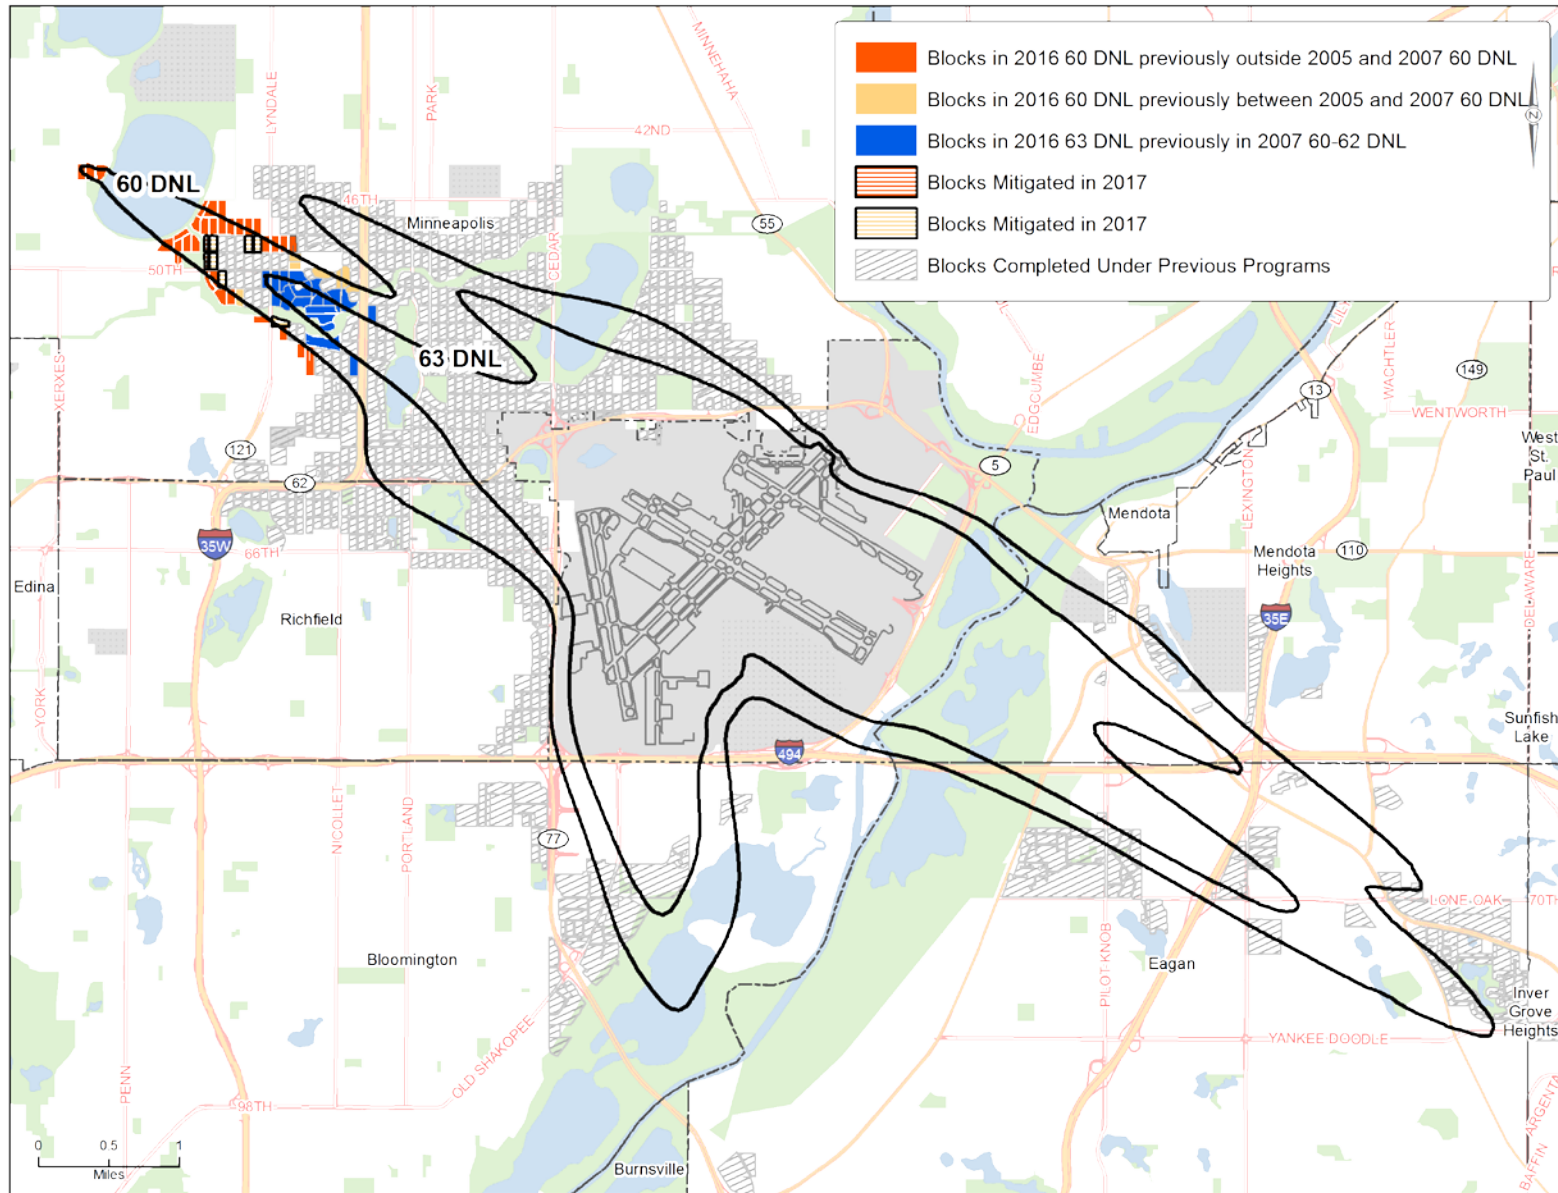 Blocks in 2016 60 DNL previously outside 2005 and 2007 60 DNL
Blocks in 2016 60 DNL previously between 2005 and 2007 60 DNL
Blocks in 2016 63 DNL previously in 2007 60-62 DNL
Blocks Mitigated in 2017
Blocks Mitigated in 2017
Blocks Completed Under Previous Programs
N
MINNEHAHA
LYNDALE
PARK
42ND
60 DNL
46TH
Minneapolis
55
CEDAR
50TH
63 DNL
XERXES
EDGCUMBE
WACHTLER
149
13
WENTWORTH
121
62
5
LEXINGTON
West
St.
Paul
Mendota
35W
66TH
Mendota
Heights
110
DELAWARE
Edina
Richfield
35E
YORK
Sunfish
Lake
494
NICOLLET
PORTLAND
77
LONE OAK
70TH
Bloomington
PILOT KNOB
Eagan
Inver
Grove
Heights
YANKEE DOODLE
OLD SHAKOPEE
PENN
98TH
ARGENTA
BAFFIN
0 0.5 1
Miles
Burnsville